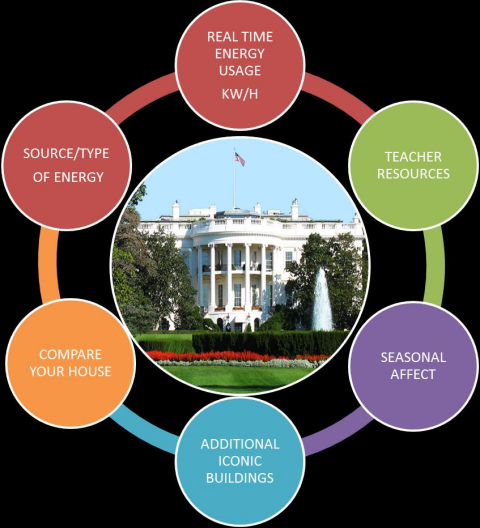 REAL TIME
ENERGY
USAGE
KW/H
TEACHER
RESOURCES
SEASONAL
AFFECT
ADDITIONAL
ICONIC
BUILDINGS
COMPARE
YOUR HOUSE
SOURCE/TYPE
OF ENERGY